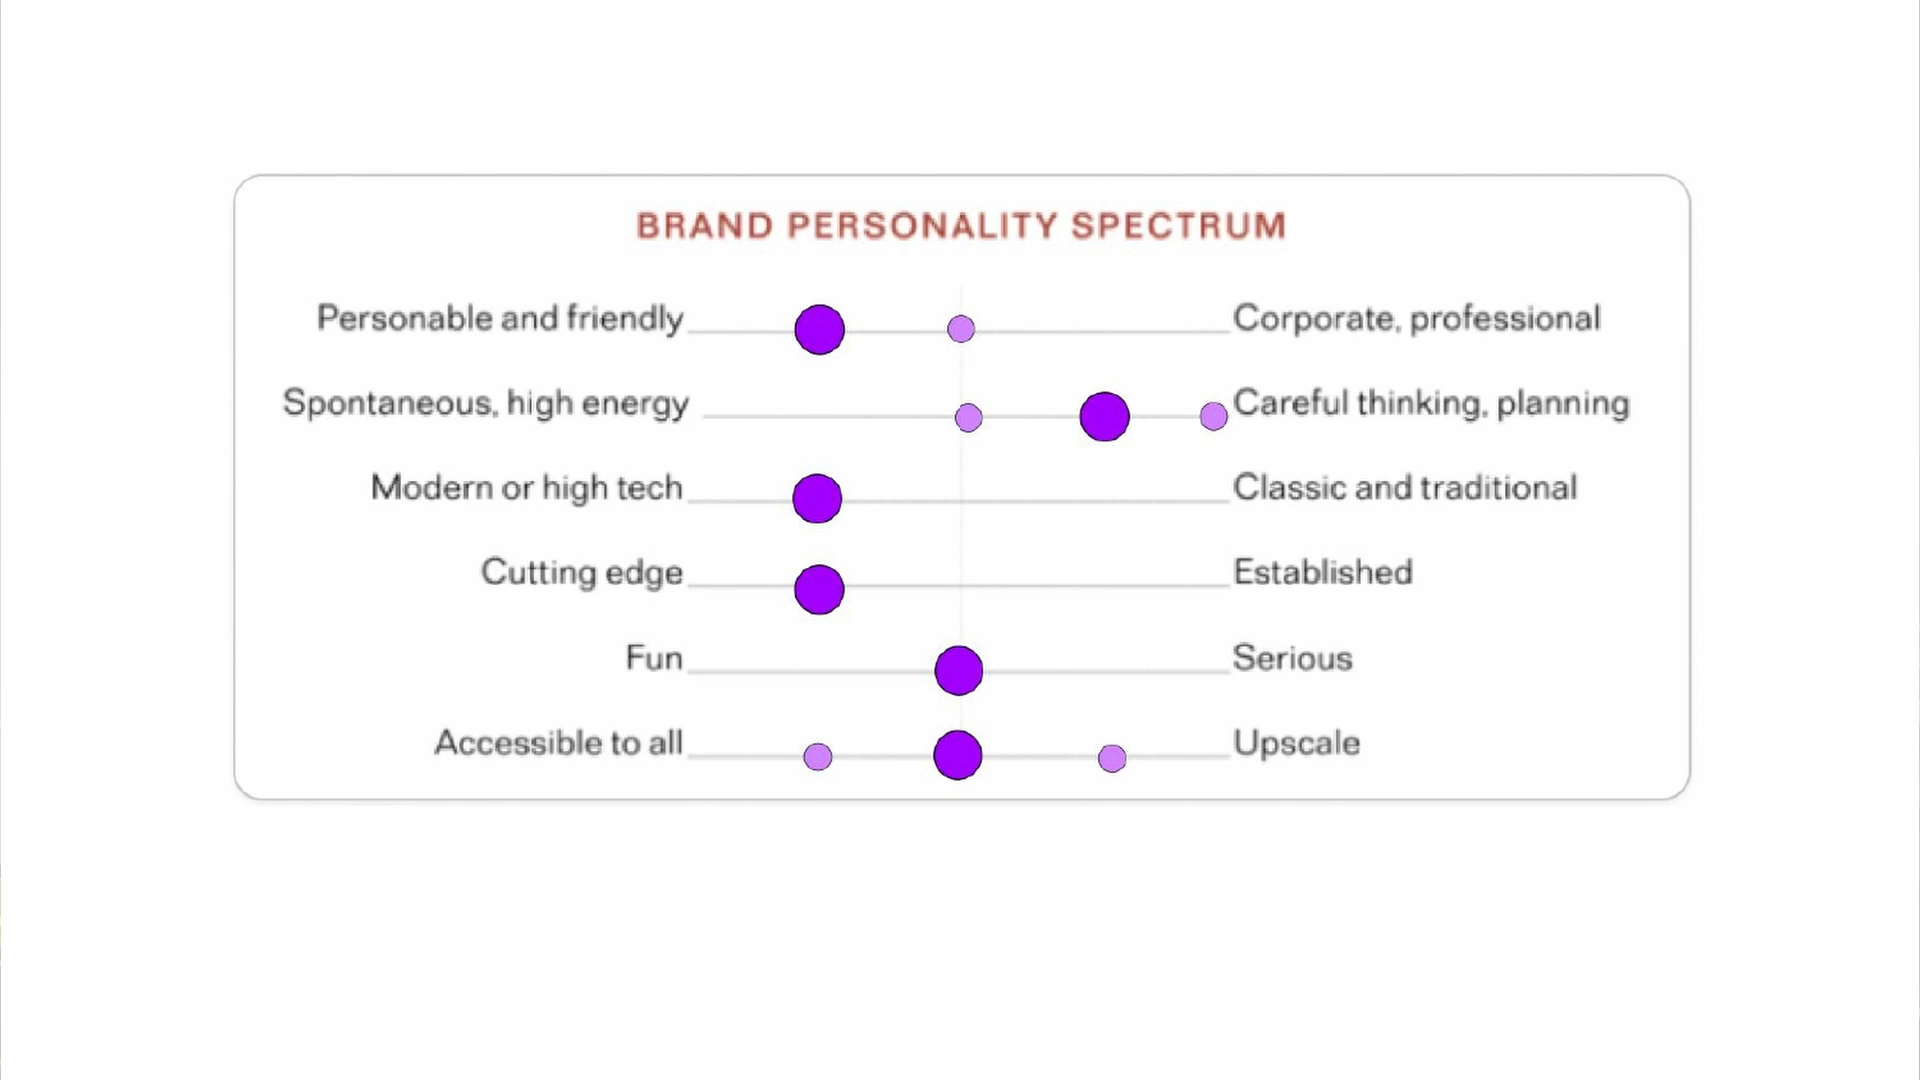 BRAND PERSONALITY SPECTRUM
Personable and friendly Corporate, professional
Spontaneous, high energy Careful thinking, planning
Modern or high tech Classic and traditional
Cutting edge Established
Fun Serious
Accessible to all Upscale